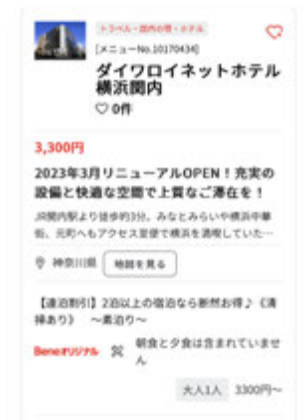 トラベル・国内の宿・ホテル
[メニューNo.10170434]
ダイワロイネットホテル
横浜関内
♡ 0件
3,300円
2023年3月リニューアルOPEN！充実の
設備と快適な空間で上質なご滞在を！
JR関内駅より徒歩約3分。みなとみらいや横浜中華
街、元町へもアクセス至便で横浜を満喫していた…
神奈川県 地図を見る
【連泊割引】2泊以上の宿泊なら断然お得♪《清
掃あり》 ～素泊り～
Beneオリジナル 朝食と夕食は含まれていませ
ん
大人1人 3300円～